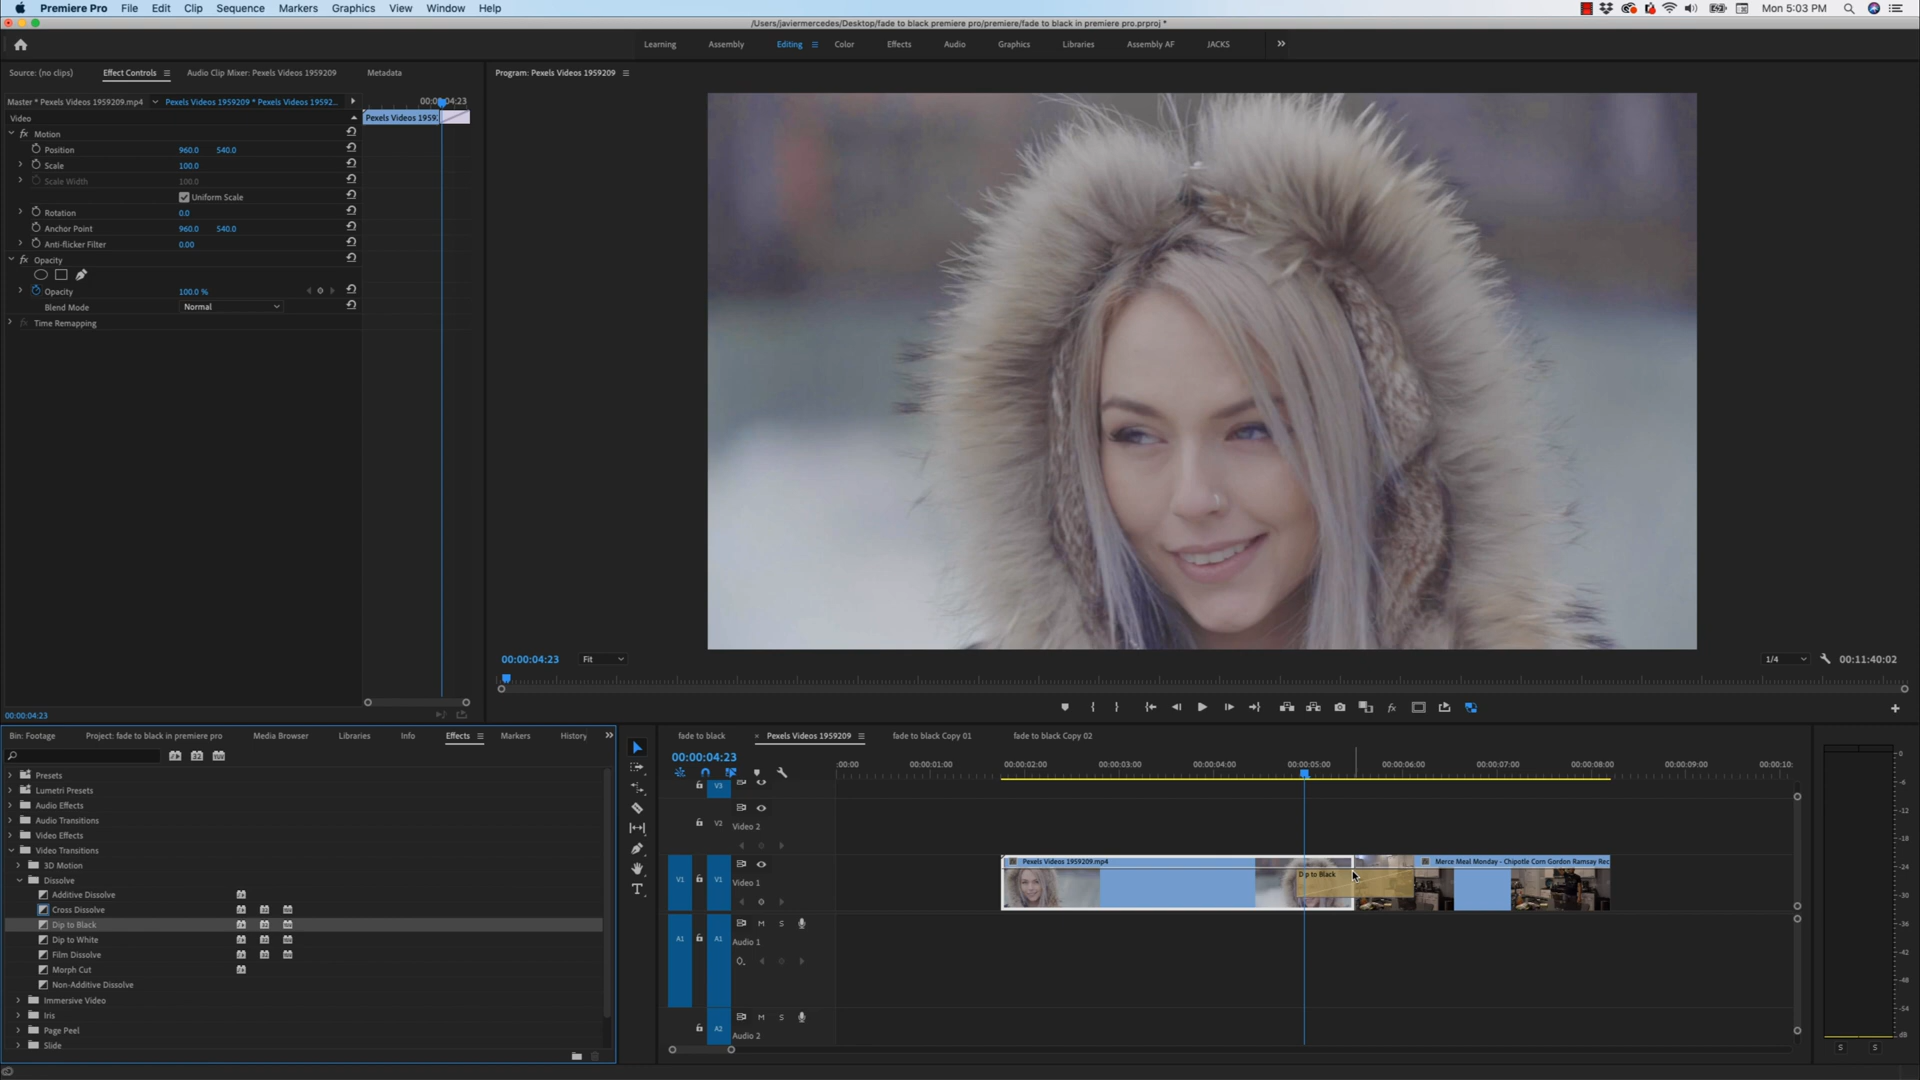 Premiere Pro File Edit Clip Sequence Markers Graphics View Window Help Mon 5:03 PM
/Users/javiermercedes/Desktop/fade to black premiere pro/premiere/fade to black in premiere pro.prproj *
Learning Assembly Editing Color Effects Audio Graphics Libraries Assembly AF JACKS
Source: (no clips) Effect Controls Audio Clip Mixer: Pexels Videos 1959209 Metadata
Program: Pexels Videos 1959209
Master * Pexels Videos 1959209.mp4 Pexels Videos 1959209 * Pexels Videos 19592...
Video
Pexels Videos 1959
fx Motion
Position 960.0 540.0
Scale 100.0
Scale Width 100.0
Uniform Scale
Rotation 0.0
Anchor Point 960.0 540.0
Anti-flicker Filter 0.00
fx Opacity
Opacity 100.0 %
Blend Mode Normal
fx Time Remapping
00:00:04:23 Fit 1/4 00:11:40:02
00:00:04:23
Bin: Footage Project: fade to black in premiere pro Media Browser Libraries Info Effects Markers History
Presets
Lumetri Presets
Audio Effects
Audio Transitions
Video Effects
Video Transitions
3D Motion
Dissolve
Additive Dissolve
Cross Dissolve
Dip to Black
Dip to White
Film Dissolve
Morph Cut
Non-Additive Dissolve
Immersive Video
Iris
Page Peel
Slide
fade to black × Pexels Videos 1959209 fade to black Copy 01 fade to black Copy 02
00:00:04:23
:00:00 00:00:01:00 00:00:02:00 00:00:03:00 00:00:04:00 00:00:05:00 00:00:06:00 00:00:07:00 00:00:08:00 00:00:09:00 00:00:10:
V3
V2 Video 2
V1 V1 Video 1
Pexels Videos 1959209.mp4
Dip to Black
Merce Meal Monday - Chipotle Corn Gordon Ramsay Rec
A1 A1 M S Audio 1
A2 M S Audio 2
0
-6
-12
-18
-24
-30
-36
-42
-48
-54
dB
S S